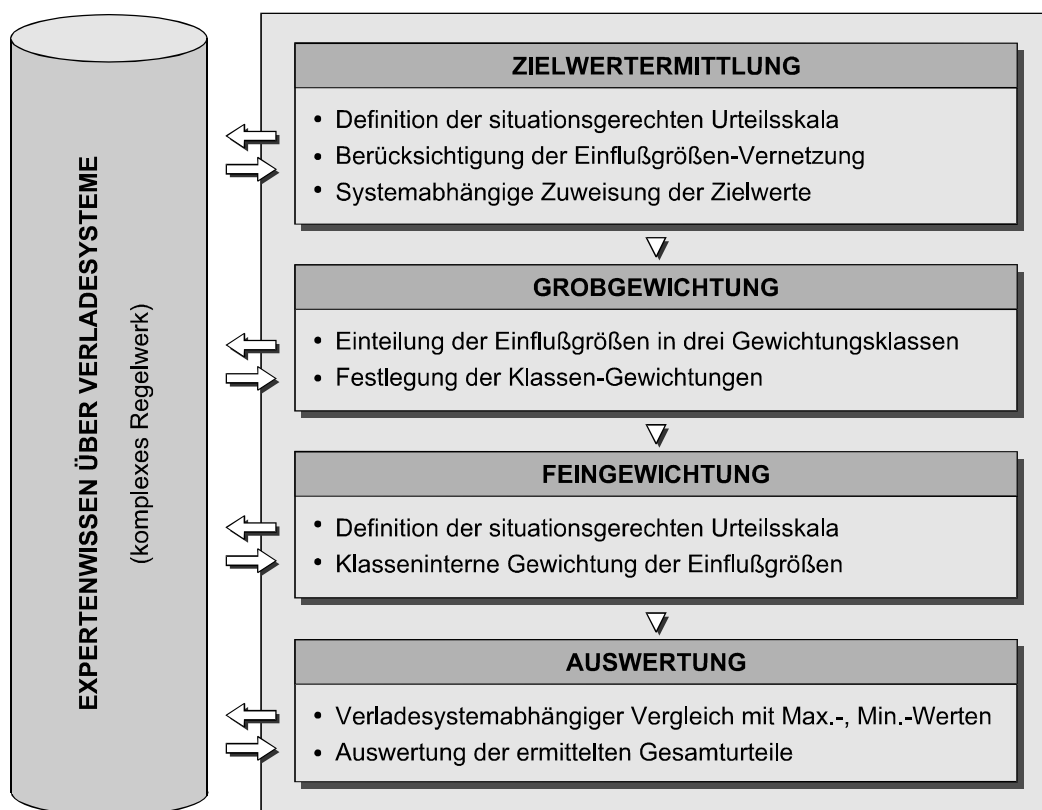 EXPERTENWISSEN ÜBER VERLADESYSTEME
(komplexes Regelwerk)
ZIELWERTERMITTLUNG
• Definition der situationsgerechten Urteilsskala
• Berücksichtigung der Einflußgrößen-Vernetzung
• Systemabhängige Zuweisung der Zielwerte
GROBGEWICHTUNG
• Einteilung der Einflußgrößen in drei Gewichtungsklassen
• Festlegung der Klassen-Gewichtungen
FEINGEWICHTUNG
• Definition der situationsgerechten Urteilsskala
• Klasseninterne Gewichtung der Einflußgrößen
AUSWERTUNG
• Verladesystemabhängiger Vergleich mit Max.-, Min.-Werten
• Auswertung der ermittelten Gesamturteile